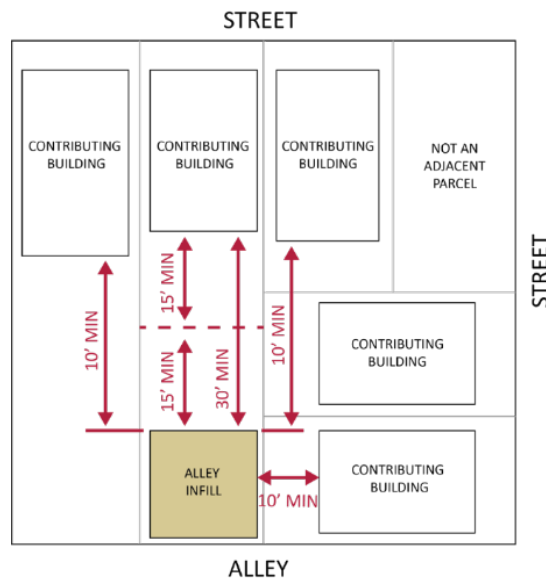 STREET
CONTRIBUTING
BUILDING
CONTRIBUTING
BUILDING
CONTRIBUTING
BUILDING
NOT AN
ADJACENT
PARCEL
STREET
15’ MIN
10’ MIN
15’ MIN
30’ MIN
10’ MIN
CONTRIBUTING
BUILDING
ALLEY
INFILL
10’ MIN
CONTRIBUTING
BUILDING
ALLEY